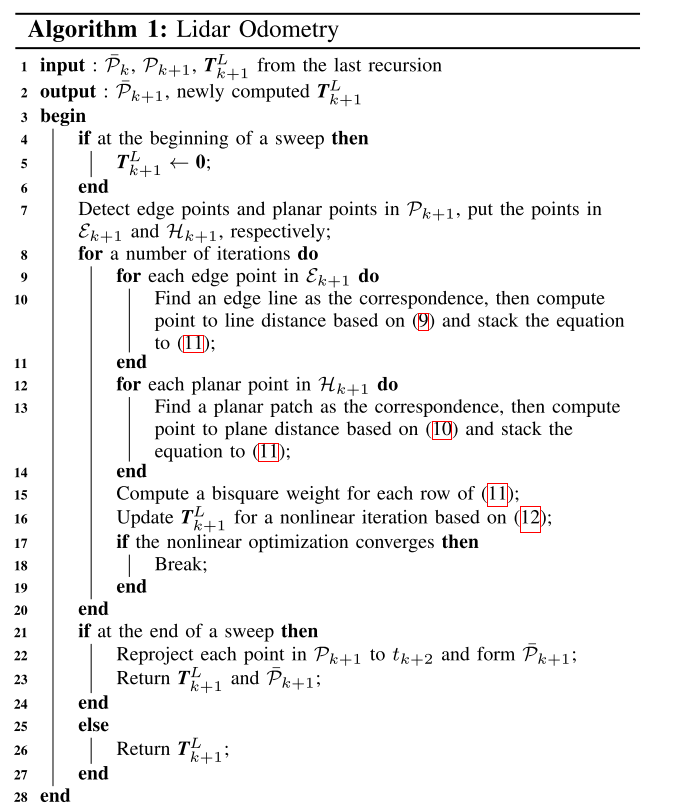 Algorithm 1: Lidar Odometry
1 input : $\bar{\mathcal{P}}_k$, $\mathcal{P}_{k+1}$, $\boldsymbol{T}^L_{k+1}$ from the last recursion
2 output : $\bar{\mathcal{P}}_{k+1}$, newly computed $\boldsymbol{T}^L_{k+1}$
3 begin
4 if at the beginning of a sweep then
5 $\boldsymbol{T}^L_{k+1} \leftarrow \mathbf{0}$;
6 end
7 Detect edge points and planar points in $\mathcal{P}_{k+1}$, put the points in
$\mathcal{E}_{k+1}$ and $\mathcal{H}_{k+1}$, respectively;
8 for a number of iterations do
9 for each edge point in $\mathcal{E}_{k+1}$ do
10 Find an edge line as the correspondence, then compute
point to line distance based on (9) and stack the equation
to (11);
11 end
12 for each planar point in $\mathcal{H}_{k+1}$ do
13 Find a planar patch as the correspondence, then compute
point to plane distance based on (10) and stack the
equation to (11);
14 end
15 Compute a bisquare weight for each row of (11);
16 Update $\boldsymbol{T}^L_{k+1}$ for a nonlinear iteration based on (12);
17 if the nonlinear optimization converges then
18 Break;
19 end
20 end
21 if at the end of a sweep then
22 Reproject each point in $\mathcal{P}_{k+1}$ to $t_{k+2}$ and form $\bar{\mathcal{P}}_{k+1}$;
23 Return $\boldsymbol{T}^L_{k+1}$ and $\bar{\mathcal{P}}_{k+1}$;
24 end
25 else
26 Return $\boldsymbol{T}^L_{k+1}$;
27 end
28 end